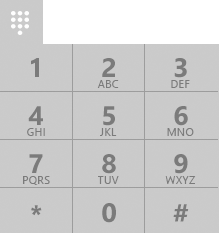 1 2 3
ABC DEF
4 5 6
GHI JKL MNO
7 8 9
PQRS TUV WXYZ
* 0 #